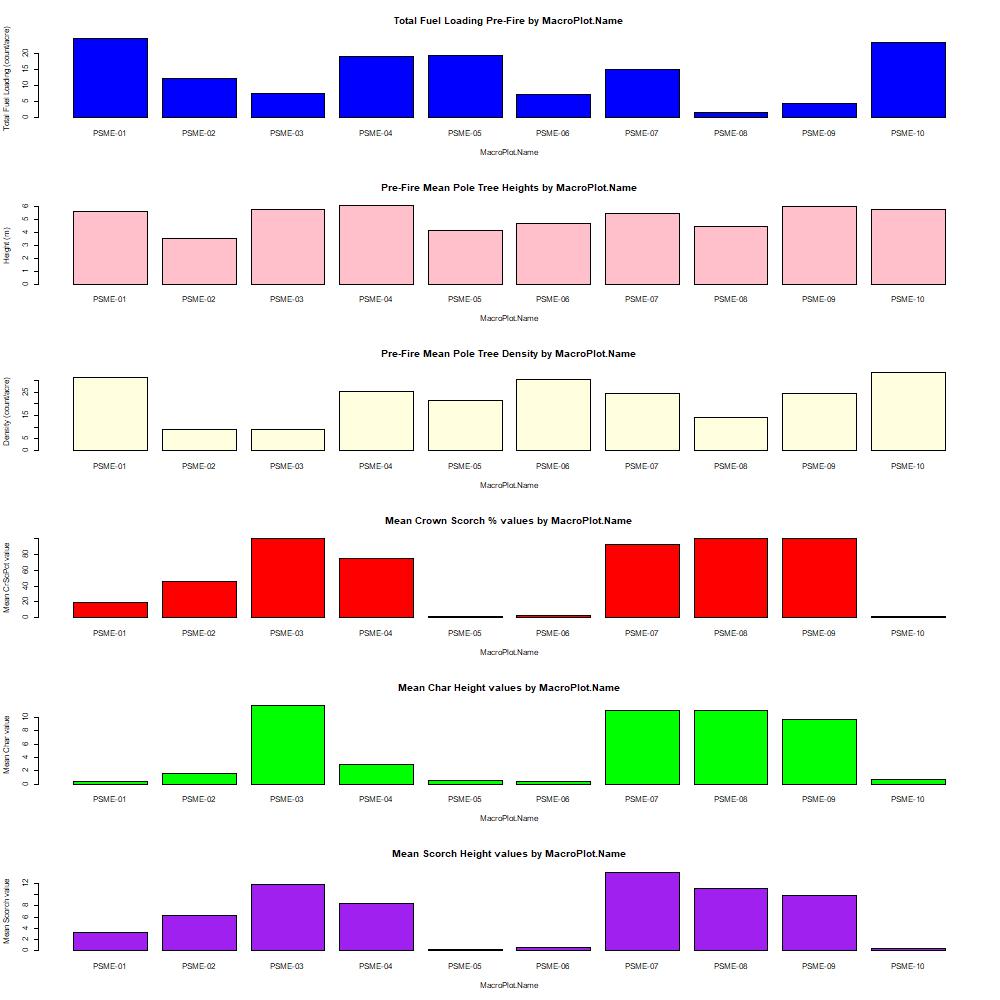 Total Fuel Loading Pre-Fire by MacroPlot.Name
Total Fuel Loading (count/acre)
20
15
10
5
0
PSME-01 PSME-02 PSME-03 PSME-04 PSME-05 PSME-06 PSME-07 PSME-08 PSME-09 PSME-10
MacroPlot.Name
Pre-Fire Mean Pole Tree Heights by MacroPlot.Name
Height (m)
6
5
4
3
2
1
0
PSME-01 PSME-02 PSME-03 PSME-04 PSME-05 PSME-06 PSME-07 PSME-08 PSME-09 PSME-10
MacroPlot.Name
Pre-Fire Mean Pole Tree Density by MacroPlot.Name
Density (count/acre)
25
15
5
0
PSME-01 PSME-02 PSME-03 PSME-04 PSME-05 PSME-06 PSME-07 PSME-08 PSME-09 PSME-10
MacroPlot.Name
Mean Crown Scorch % values by MacroPlot.Name
Mean CrScPct value
80
60
40
20
0
PSME-01 PSME-02 PSME-03 PSME-04 PSME-05 PSME-06 PSME-07 PSME-08 PSME-09 PSME-10
MacroPlot.Name
Mean Char Height values by MacroPlot.Name
Mean Char value
10
8
6
4
2
0
PSME-01 PSME-02 PSME-03 PSME-04 PSME-05 PSME-06 PSME-07 PSME-08 PSME-09 PSME-10
MacroPlot.Name
Mean Scorch Height values by MacroPlot.Name
Mean Scorch value
12
8
6
4
2
0
PSME-01 PSME-02 PSME-03 PSME-04 PSME-05 PSME-06 PSME-07 PSME-08 PSME-09 PSME-10
MacroPlot.Name